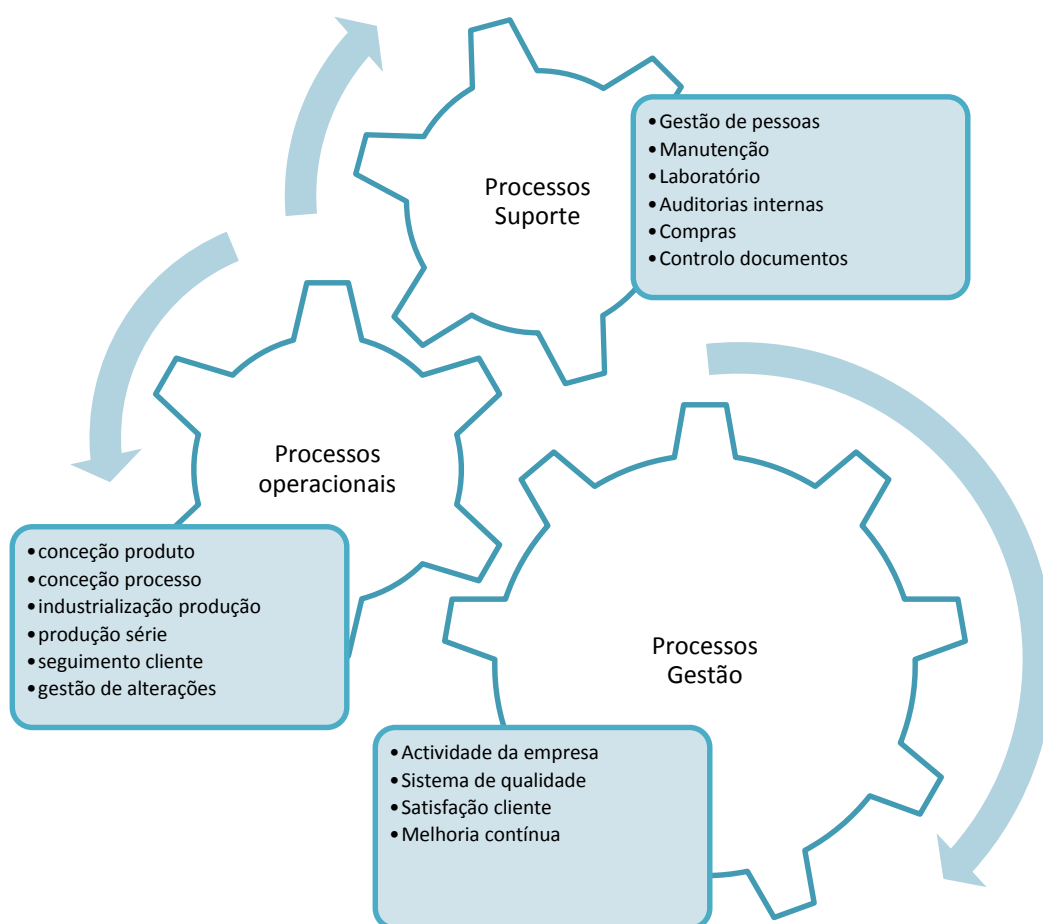 Processos
Suporte
•Gestão de pessoas
•Manutenção
•Laboratório
•Auditorias internas
•Compras
•Controlo documentos
Processos
operacionais
•conceção produto
•conceção processo
•industrialização produção
•produção série
•seguimento cliente
•gestão de alterações
Processos
Gestão
•Actividade da empresa
•Sistema de qualidade
•Satisfação cliente
•Melhoria contínua